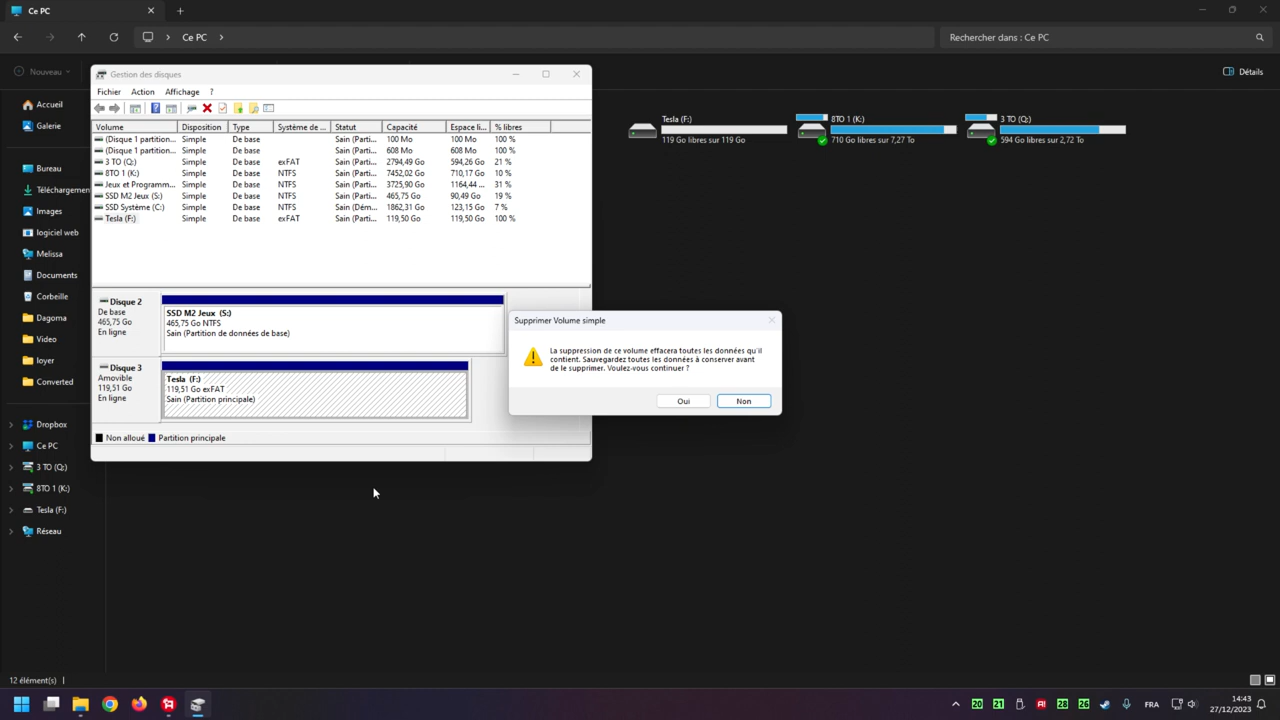 Ce PC
Ce PC
Rechercher dans : Ce PC
Nouveau
Détails
Accueil
Galerie
Bureau
Téléchargemen
Images
logiciel web
Melissa
Documents
Corbeille
Dagoma
Video
loyer
Converted
Dropbox
Ce PC
3 TO (Q:)
8TO 1 (K:)
Tesla (F:)
Réseau
Gestion des disques
Fichier Action Affichage ?
Volume Disposition Type Système de ... Statut Capacité Espace li... % libres
(Disque 1 partition... Simple De base Sain (Parti... 100 Mo 100 Mo 100 %
(Disque 1 partition... Simple De base Sain (Parti... 608 Mo 608 Mo 100 %
3 TO (Q:) Simple De base exFAT Sain (Parti... 2794,49 Go 594,26 Go 21 %
8TO 1 (K:) Simple De base NTFS Sain (Parti... 7452,02 Go 710,17 Go 10 %
Jeux et Programm... Simple De base NTFS Sain (Parti... 3725,90 Go 1164,44 ... 31 %
SSD M2 Jeux (S:) Simple De base NTFS Sain (Parti... 465,75 Go 90,49 Go 19 %
SSD Système (C:) Simple De base NTFS Sain (Dém... 1862,31 Go 123,15 Go 7 %
Tesla (F:) Simple De base exFAT Sain (Parti... 119,50 Go 119,50 Go 100 %
Disque 2
De base
465,75 Go
En ligne
SSD M2 Jeux (S:)
465,75 Go NTFS
Sain (Partition de données de base)
Disque 3
Amovible
119,51 Go
En ligne
Tesla (F:)
119,51 Go exFAT
Sain (Partition principale)
Non alloué Partition principale
Tesla (F:)
119 Go libres sur 119 Go
8TO 1 (K:)
710 Go libres sur 7,27 To
3 TO (Q:)
594 Go libres sur 2,72 To
Supprimer Volume simple
La suppression de ce volume effacera toutes les données qu'il
contient. Sauvegardez toutes les données à conserver avant
de le supprimer. Voulez-vous continuer ?
Oui Non
12 élément(s)
20 21 28 26 FRA 14:43
27/12/2023